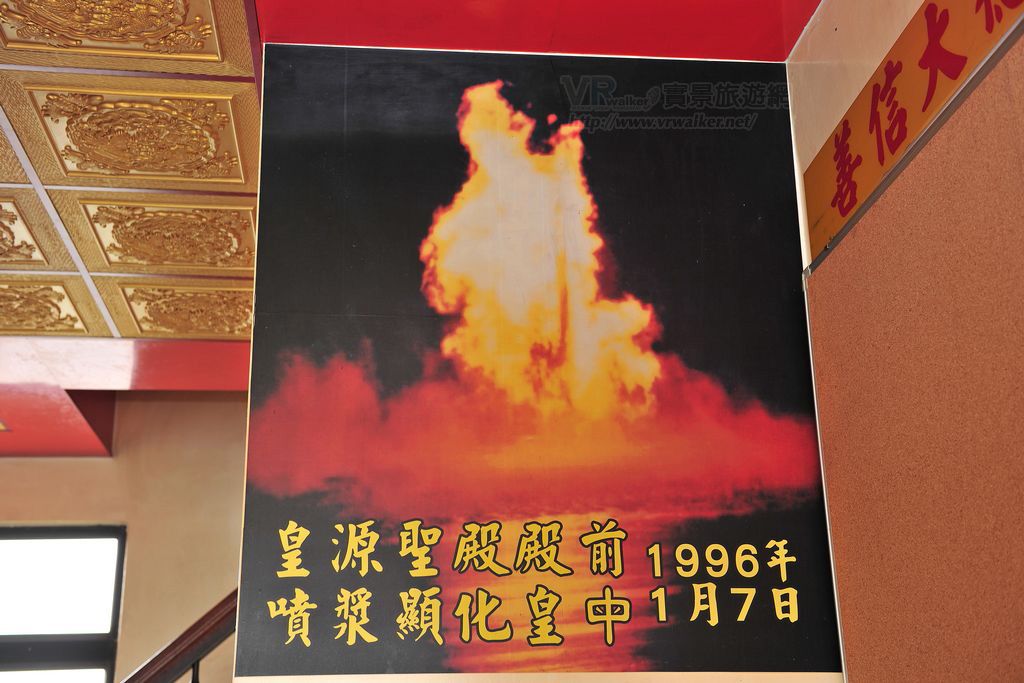 VRwalker 實景旅遊網
http://www.vrwalker.net/
大信善
皇源聖殿殿前 1996年
噴漿顯化皇中 1月7日